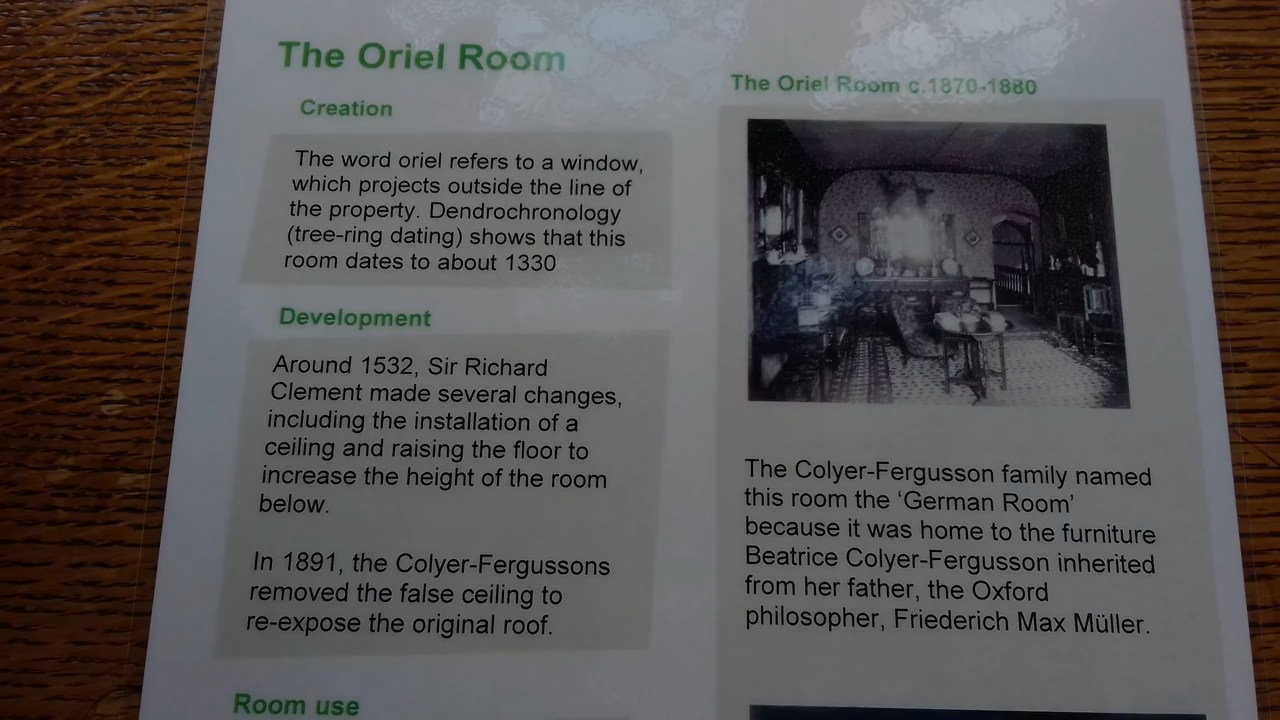 The Oriel Room
Creation
The word oriel refers to a window,
which projects outside the line of
the property. Dendrochronology
(tree-ring dating) shows that this
room dates to about 1330
Development
Around 1532, Sir Richard
Clement made several changes,
including the installation of a
ceiling and raising the floor to
increase the height of the room
below.
In 1891, the Colyer-Fergussons
removed the false ceiling to
re-expose the original roof.
Room use
The Oriel Room c.1870-1880
The Colyer-Fergusson family named
this room the ‘German Room’
because it was home to the furniture
Beatrice Colyer-Fergusson inherited
from her father, the Oxford
philosopher, Friederich Max Müller.